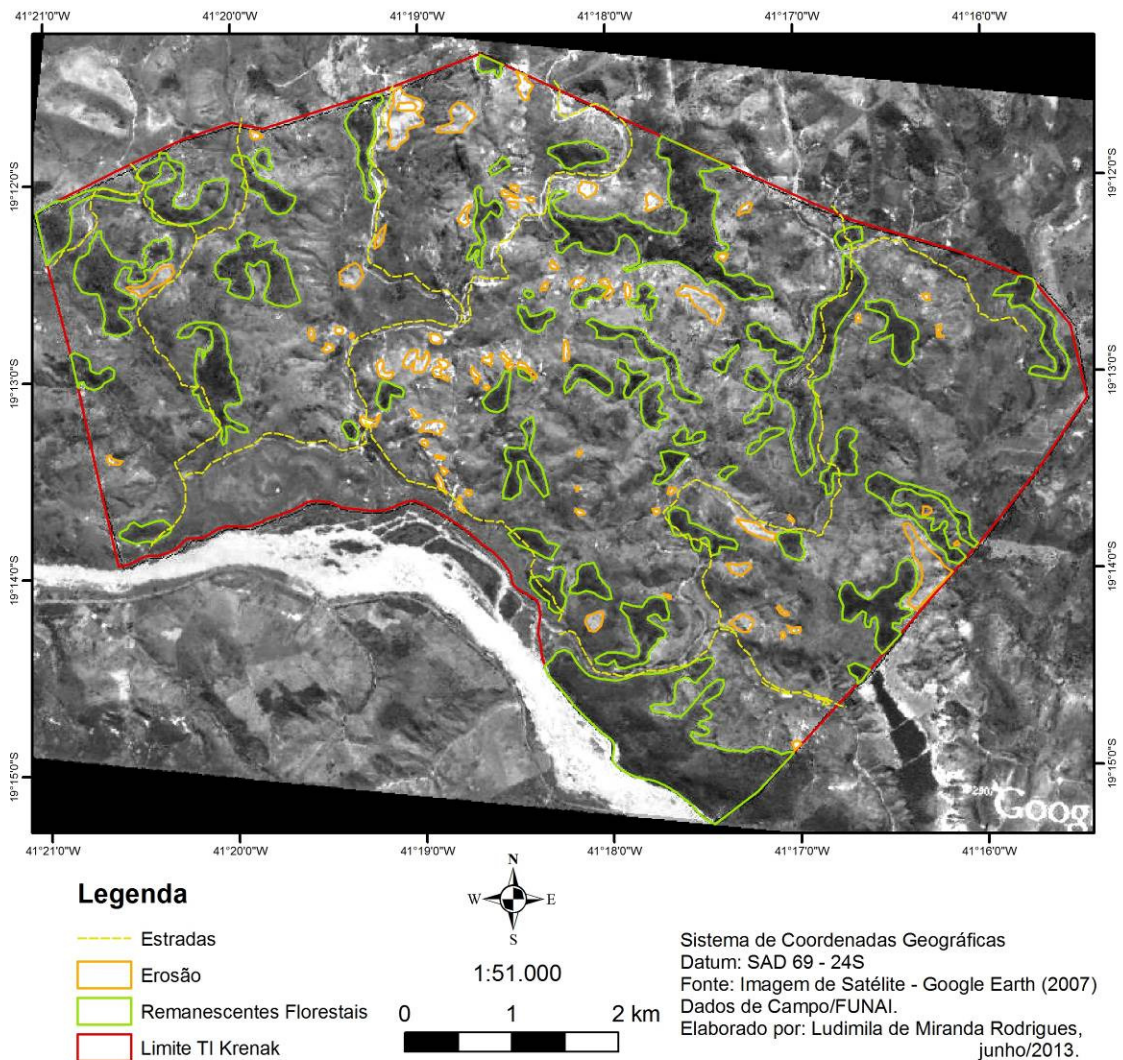 41°21'0"W 41°20'0"W 41°19'0"W 41°18'0"W 41°17'0"W 41°16'0"W
19°12'0"S 19°12'0"S
19°13'0"S 19°13'0"S
19°14'0"S 19°14'0"S
19°15'0"S 19°15'0"S
Goog
41°21'0"W 41°20'0"W 41°19'0"W 41°18'0"W 41°17'0"W 41°16'0"W
Legenda
Estradas
Erosão
Remanescentes Florestais
Limite TI Krenak
N
W E
S
1:51.000
0 1 2 km
Sistema de Coordenadas Geográficas
Datum: SAD 69 - 24S
Fonte: Imagem de Satélite - Google Earth (2007)
Dados de Campo/FUNAI.
Elaborado por: Ludimila de Miranda Rodrigues,
junho/2013.